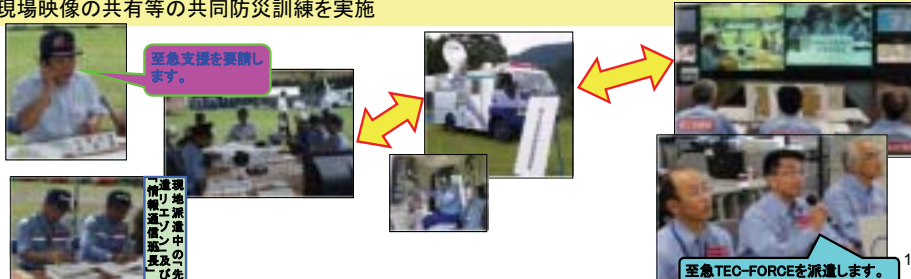 現場映像の共有等の共同防災訓練を実施
至急支援を要請し
ます。
現地派遣中の「先
遣リエゾン」及び
「情報通信班長」
至急TEC-FORCEを派遣します。
1